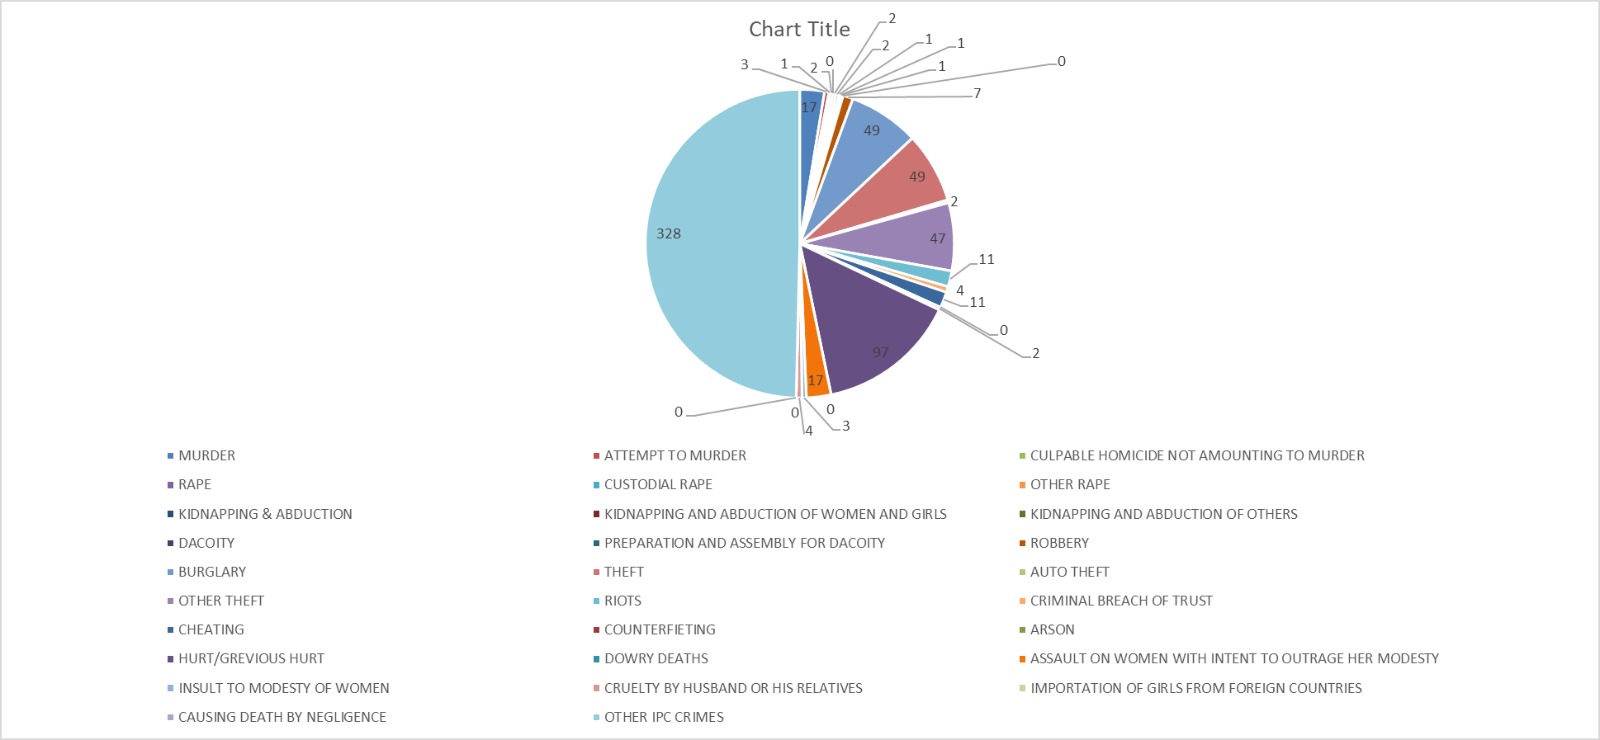 Chart Title
2
1
1
2
0
1
0
3
1
2
7
17
49
49
2
47
328
11
4
11
0
2
97
17
0
0
0
3
4
MURDER
ATTEMPT TO MURDER
CULPABLE HOMICIDE NOT AMOUNTING TO MURDER
RAPE
CUSTODIAL RAPE
OTHER RAPE
KIDNAPPING & ABDUCTION
KIDNAPPING AND ABDUCTION OF WOMEN AND GIRLS
KIDNAPPING AND ABDUCTION OF OTHERS
DACOITY
PREPARATION AND ASSEMBLY FOR DACOITY
ROBBERY
BURGLARY
THEFT
AUTO THEFT
OTHER THEFT
RIOTS
CRIMINAL BREACH OF TRUST
CHEATING
COUNTERFIETING
ARSON
HURT/GREVIOUS HURT
DOWRY DEATHS
ASSAULT ON WOMEN WITH INTENT TO OUTRAGE HER MODESTY
INSULT TO MODESTY OF WOMEN
CRUELTY BY HUSBAND OR HIS RELATIVES
IMPORTATION OF GIRLS FROM FOREIGN COUNTRIES
CAUSING DEATH BY NEGLIGENCE
OTHER IPC CRIMES